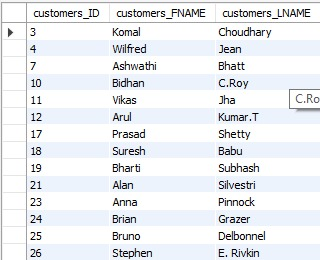 customers_ID customers_FNAME customers_LNAME
3 Komal Choudhary
4 Wilfred Jean
7 Ashwathi Bhatt
10 Bidhan C.Roy
11 Vikas Jha
C.Ro
12 Arul Kumar.T
17 Prasad Shetty
18 Suresh Babu
19 Bharti Subhash
21 Alan Silvestri
23 Anna Pinnock
24 Brian Grazer
25 Bruno Delbonnel
26 Stephen E. Rivkin